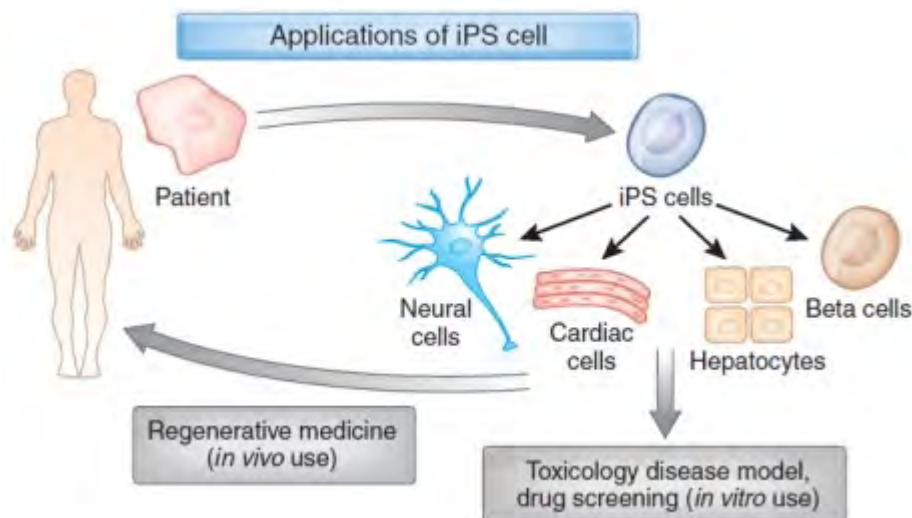 Applications of iPS cell
Patient
iPS cells
Neural
cells
Cardiac
cells
Hepatocytes
Beta cells
Regenerative medicine
(in vivo use)
Toxicology disease model,
drug screening (in vitro use)